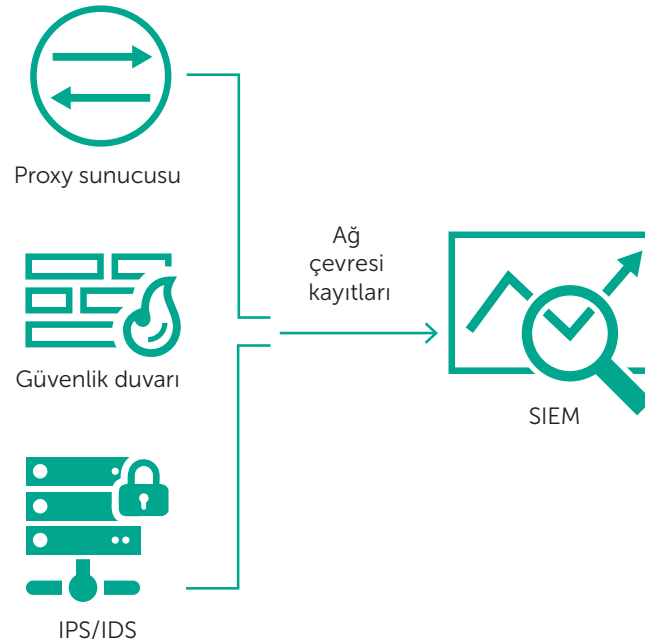 Proxy sunucusu
Güvenlik duvarı
IPS/IDS
Ağ
çevresi
kayıtları
SIEM